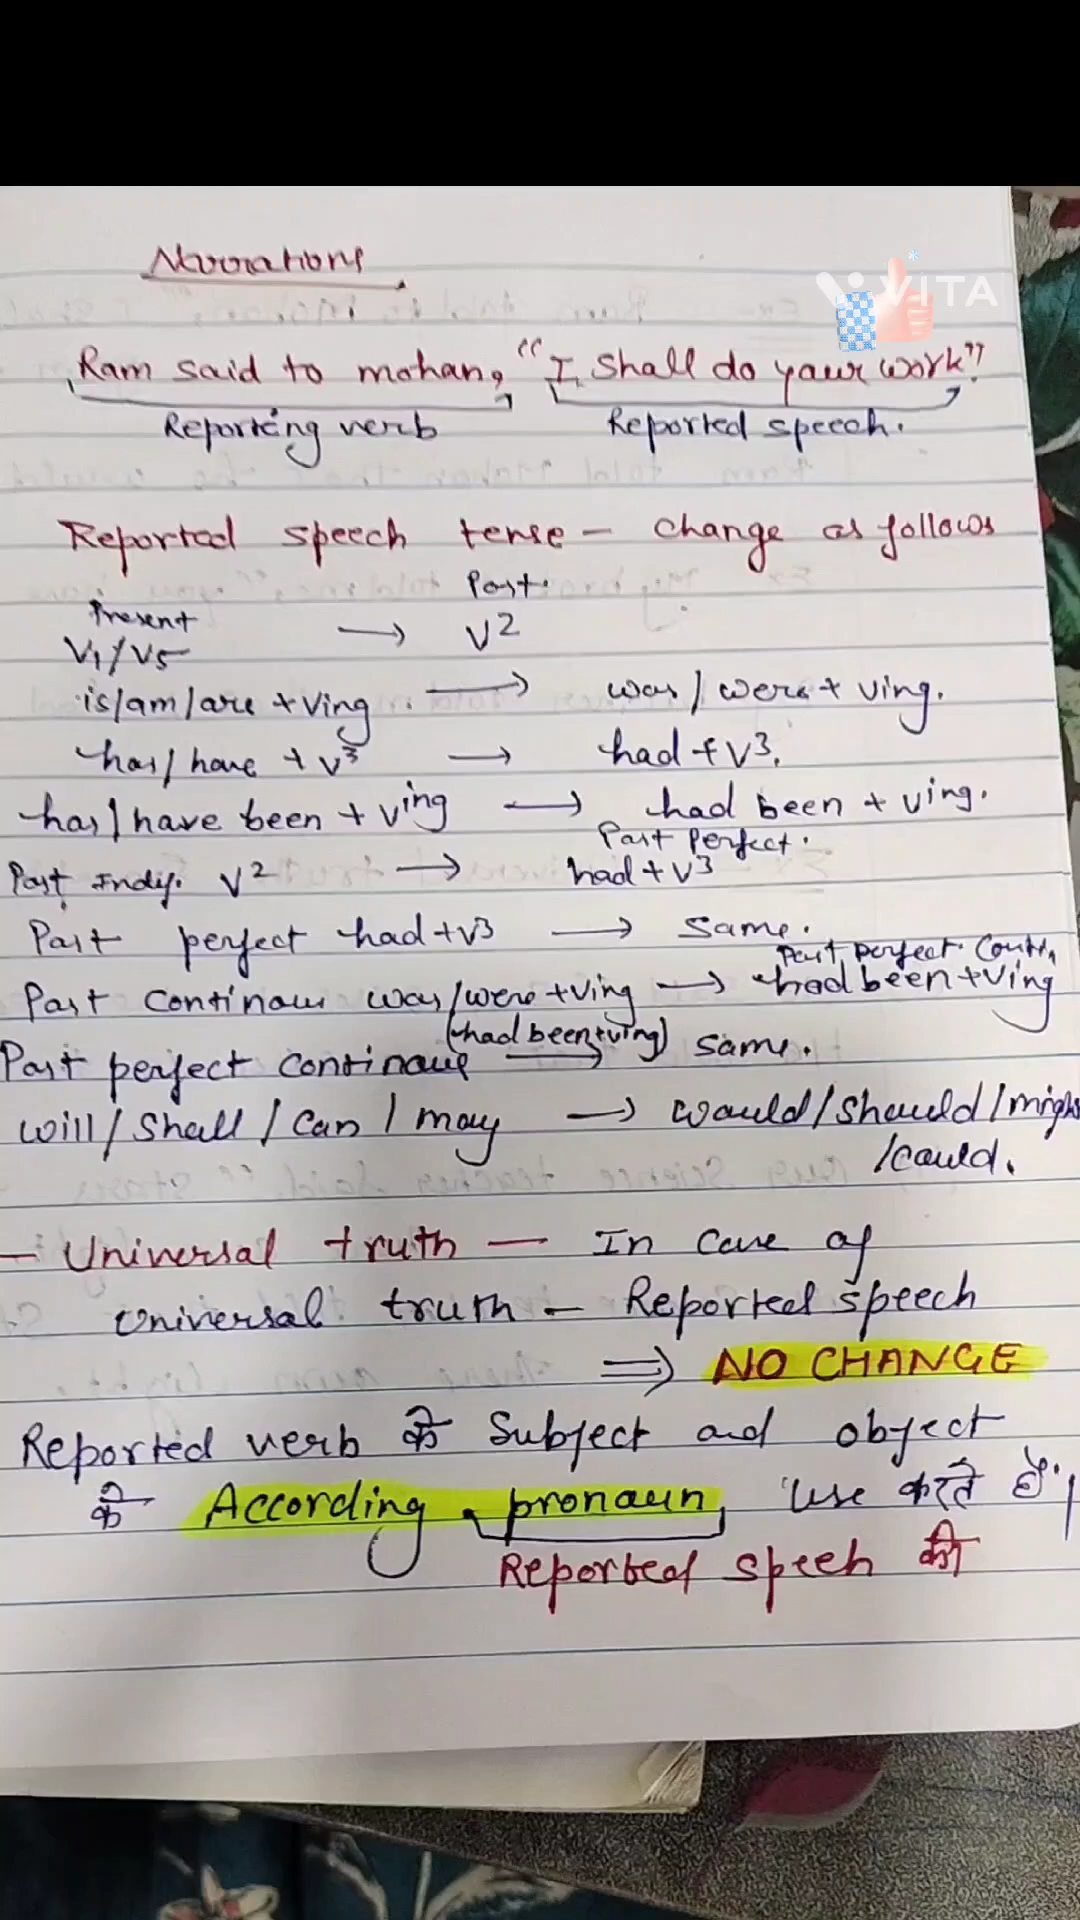 VITA
Narrations
Ram said to mohan, "I shall do your work"
Reporting verb Reported speech.
Reported speech tense - change as follows
Present Past.
V1/V5 → V2
is/am/are + Ving → was/were + Ving.
has/have + V3 → had + V3.
has/have been + Ving → had been + Ving.
Past Perfect.
Past Indf. V2 → had + V3
Past perfect had + V3 → same.
Past perfect Conti,
Past Continous was/were + Ving → had been + Ving
(had been + Ving)
Past perfect continous → same.
will/Shall/Can/may → would/should/might
/could.
- Universal truth - In case of
universal truth - Reported speech
⇒ NO CHANGE
Reported verb के Subject and object
के According pronoun use करते हैं।
Reported speeh की